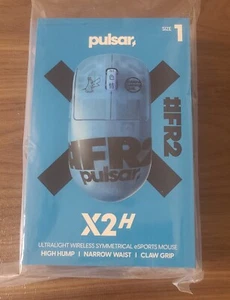 pulsar
SIZE 1
#FR2
#FR2
pulsar
X2H
ULTRALIGHT WIRELESS SYMMETRICAL eSPORTS MOUSE
HIGH HUMP | NARROW WAIST | CLAW GRIP